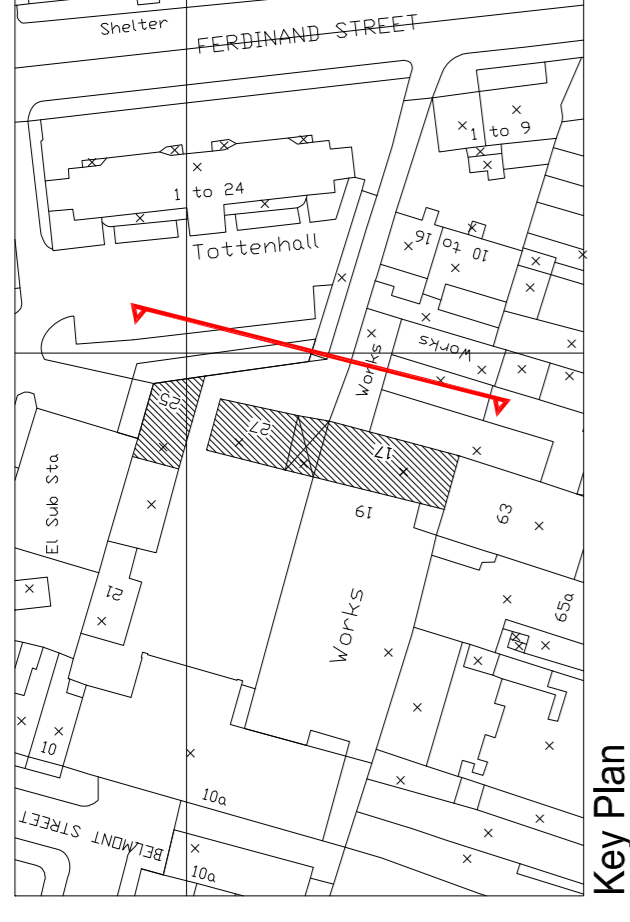 Shelter
FERDINAND STREET
1 to 9
1 to 24
Tottenhall
10 to 16
Works
Works
25
27
17
19
El Sub Sta
63
21
65a
Works
10
10a
BELMONT STREET
10a
Key Plan